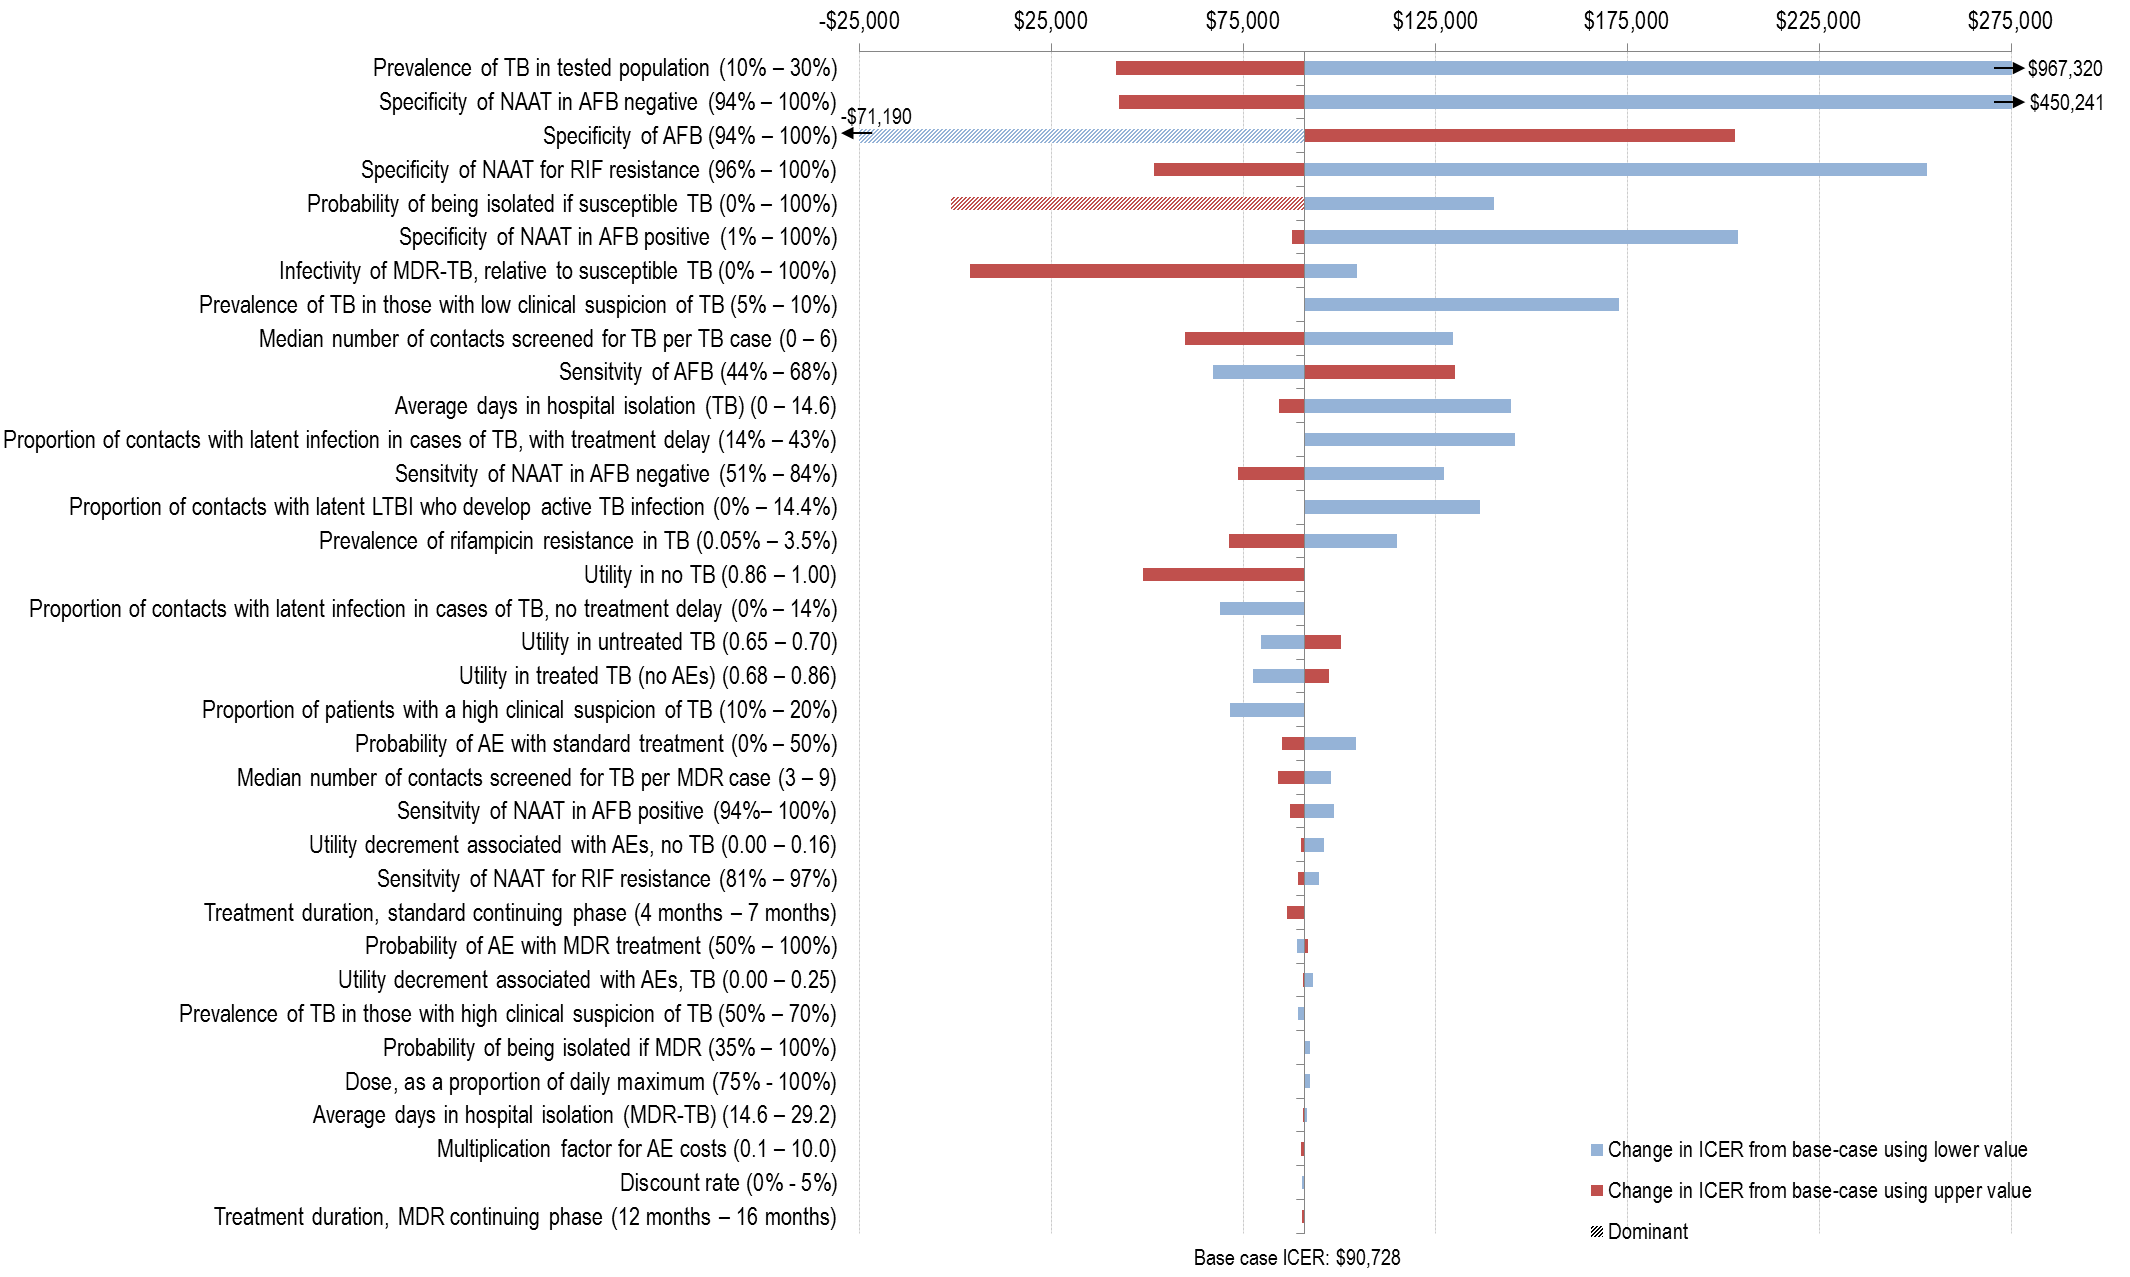 -$25,000 $25,000 $75,000 $125,000 $175,000 $225,000 $275,000
Prevalence of TB in tested population (10% – 30%)
$967,320
Specificity of NAAT in AFB negative (94% – 100%)
$450,241
-$71,190
Specificity of AFB (94% – 100%)
Specificity of NAAT for RIF resistance (96% – 100%)
Probability of being isolated if susceptible TB (0% – 100%)
Specificity of NAAT in AFB positive (1% – 100%)
Infectivity of MDR-TB, relative to susceptible TB (0% – 100%)
Prevalence of TB in those with low clinical suspicion of TB (5% – 10%)
Median number of contacts screened for TB per TB case (0 – 6)
Sensitvity of AFB (44% – 68%)
Average days in hospital isolation (TB) (0 – 14.6)
Proportion of contacts with latent infection in cases of TB, with treatment delay (14% – 43%)
Sensitvity of NAAT in AFB negative (51% – 84%)
Proportion of contacts with latent LTBI who develop active TB infection (0% – 14.4%)
Prevalence of rifampicin resistance in TB (0.05% – 3.5%)
Utility in no TB (0.86 – 1.00)
Proportion of contacts with latent infection in cases of TB, no treatment delay (0% – 14%)
Utility in untreated TB (0.65 – 0.70)
Utility in treated TB (no AEs) (0.68 – 0.86)
Proportion of patients with a high clinical suspicion of TB (10% – 20%)
Probability of AE with standard treatment (0% – 50%)
Median number of contacts screened for TB per MDR case (3 – 9)
Sensitvity of NAAT in AFB positive (94%– 100%)
Utility decrement associated with AEs, no TB (0.00 – 0.16)
Sensitvity of NAAT for RIF resistance (81% – 97%)
Treatment duration, standard continuing phase (4 months – 7 months)
Probability of AE with MDR treatment (50% – 100%)
Utility decrement associated with AEs, TB (0.00 – 0.25)
Prevalence of TB in those with high clinical suspicion of TB (50% – 70%)
Probability of being isolated if MDR (35% – 100%)
Dose, as a proportion of daily maximum (75% - 100%)
Average days in hospital isolation (MDR-TB) (14.6 – 29.2)
Multiplication factor for AE costs (0.1 – 10.0)
Discount rate (0% - 5%)
Treatment duration, MDR continuing phase (12 months – 16 months)
Change in ICER from base-case using lower value
Change in ICER from base-case using upper value
Dominant
Base case ICER: $90,728